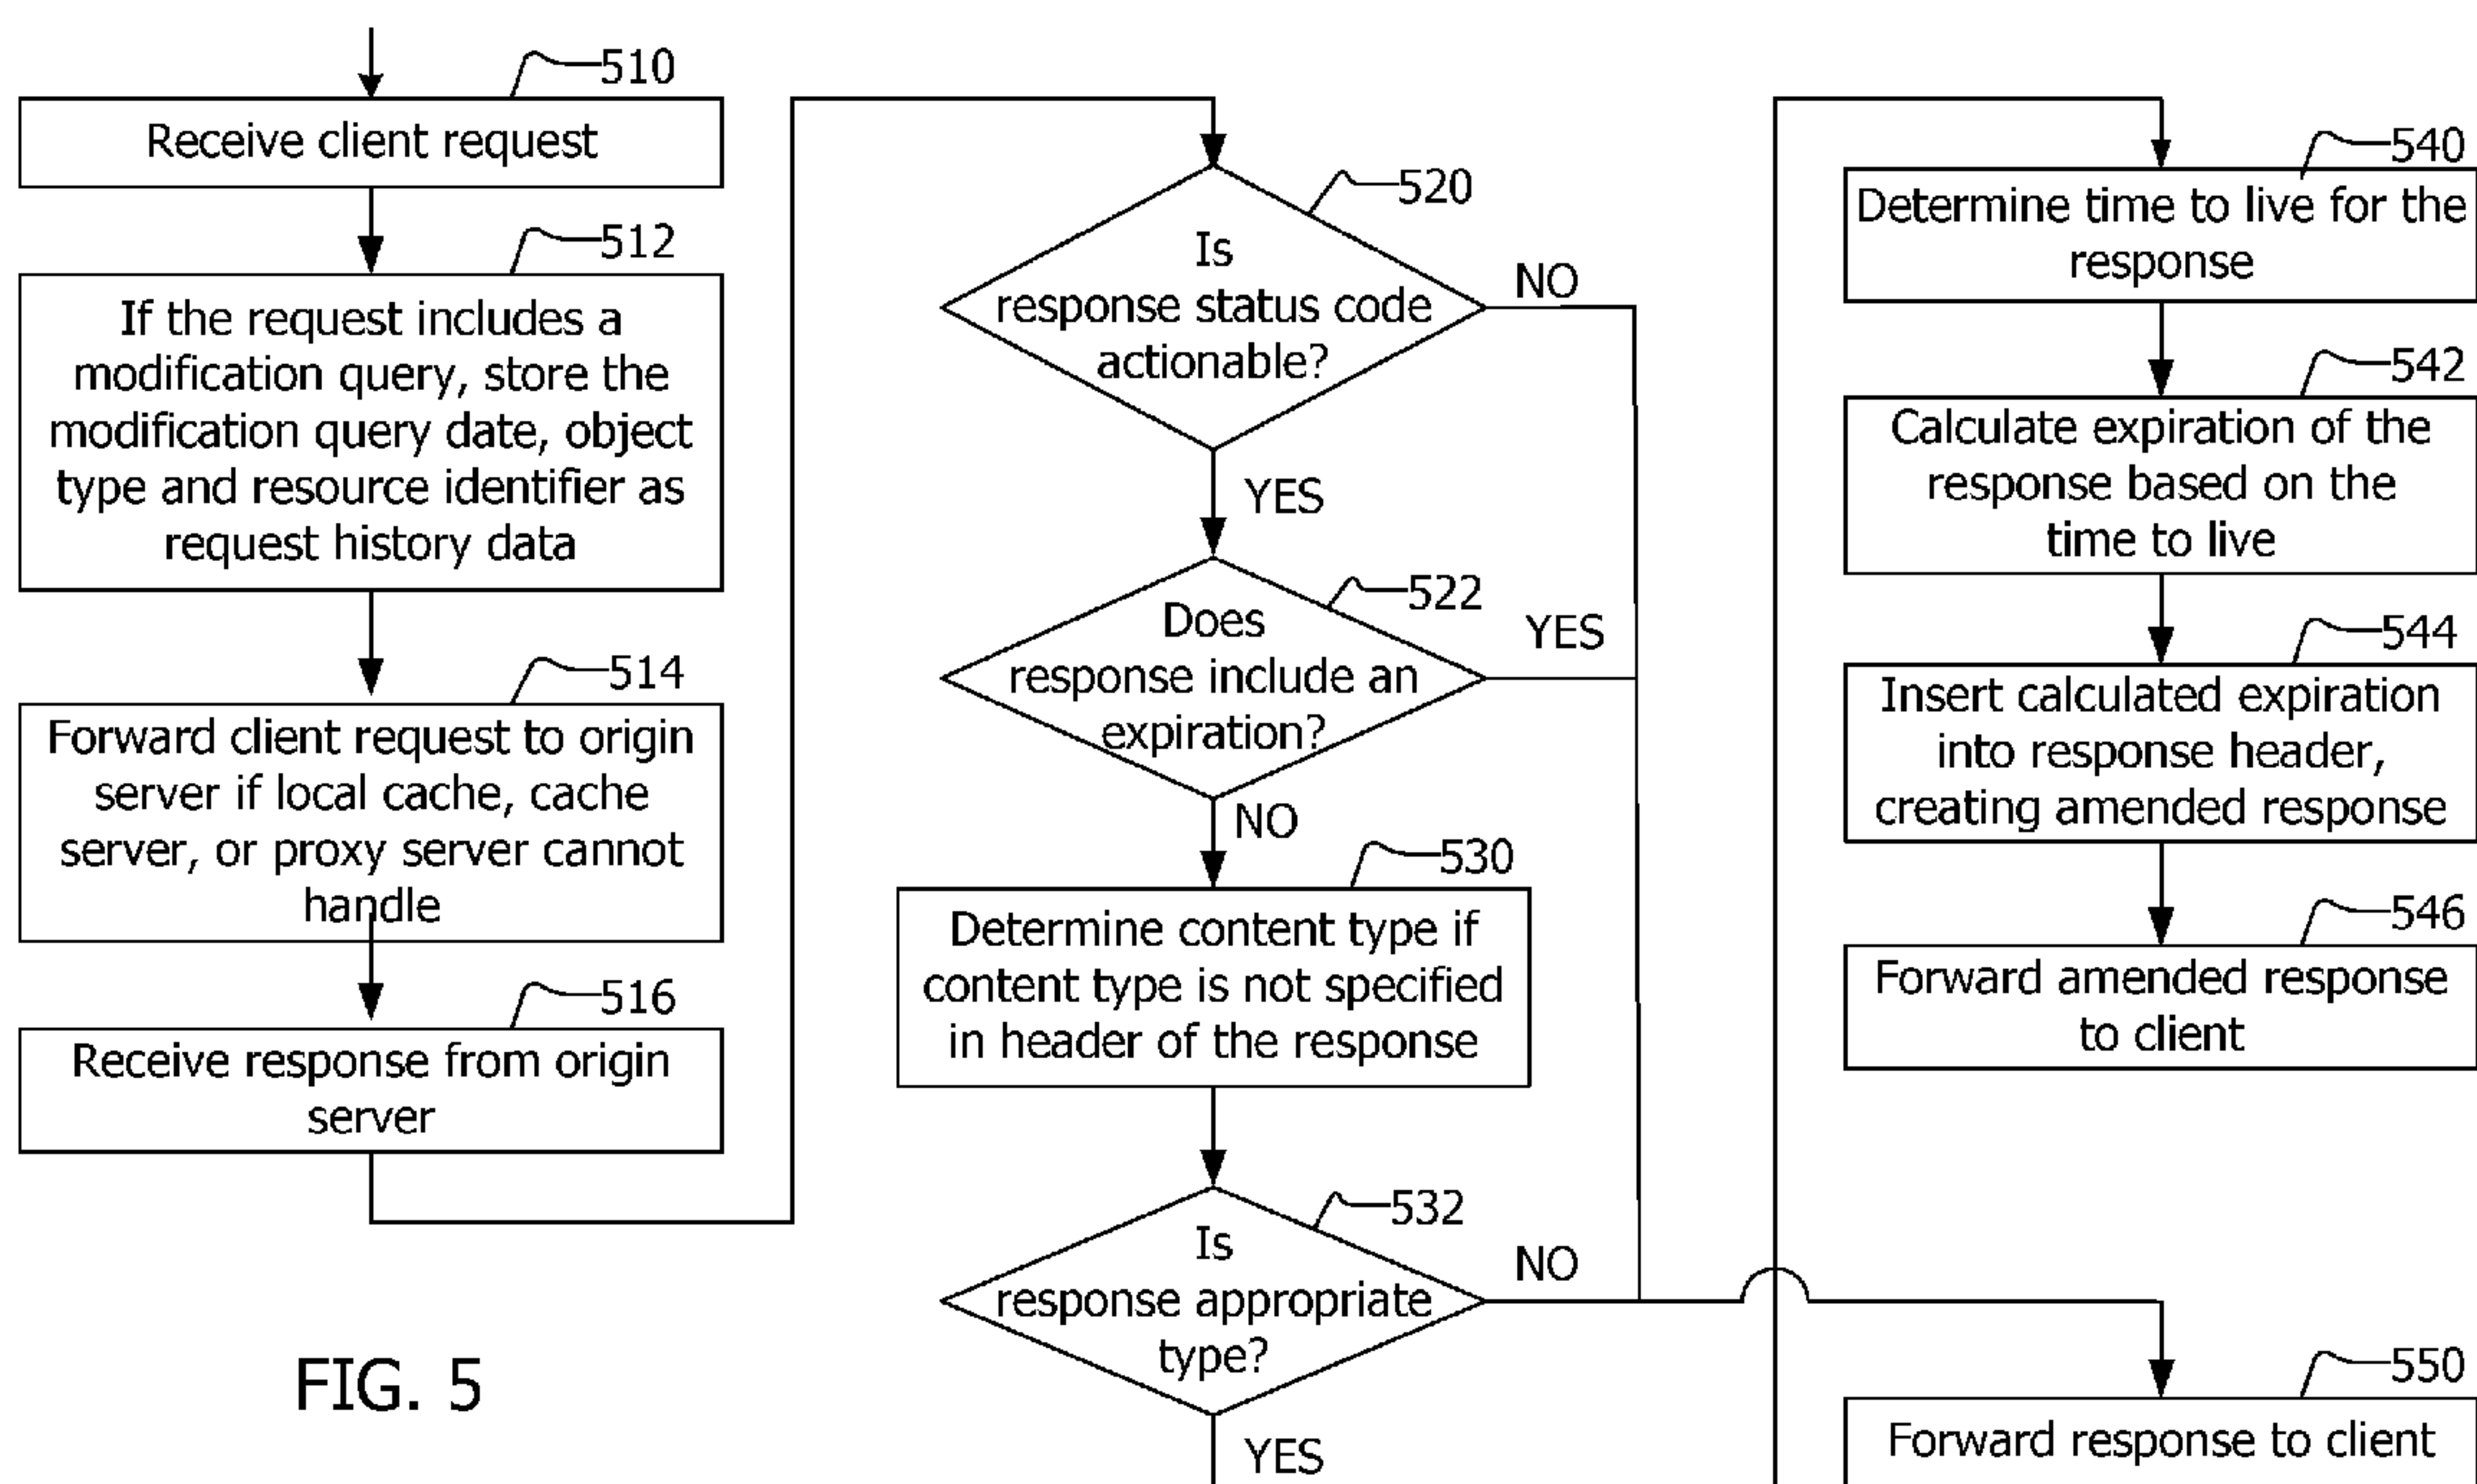 510
Receive client request
512
If the request includes a
modification query, store the
modification query date, object
type and resource identifier as
request history data
514
Forward client request to origin
server if local cache, cache
server, or proxy server cannot
handle
516
Receive response from origin
server
FIG. 5
520
Is
response status code
actionable?
NO
YES
522
Does
response include an
expiration?
YES
NO
530
Determine content type if
content type is not specified
in header of the response
532
Is
response appropriate
type?
NO
YES
540
Determine time to live for the
response
542
Calculate expiration of the
response based on the
time to live
544
Insert calculated expiration
into response header,
creating amended response
546
Forward amended response
to client
550
Forward response to client